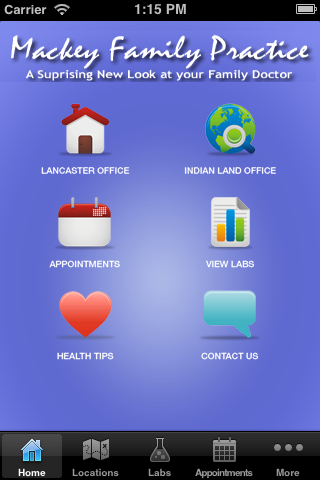 Carrier 1:15 PM
Mackey Family Practice
A Suprising New Look at your Family Doctor
LANCASTER OFFICE
INDIAN LAND OFFICE
APPOINTMENTS
VIEW LABS
HEALTH TIPS
CONTACT US
Home
Locations
Labs
Appointments
More